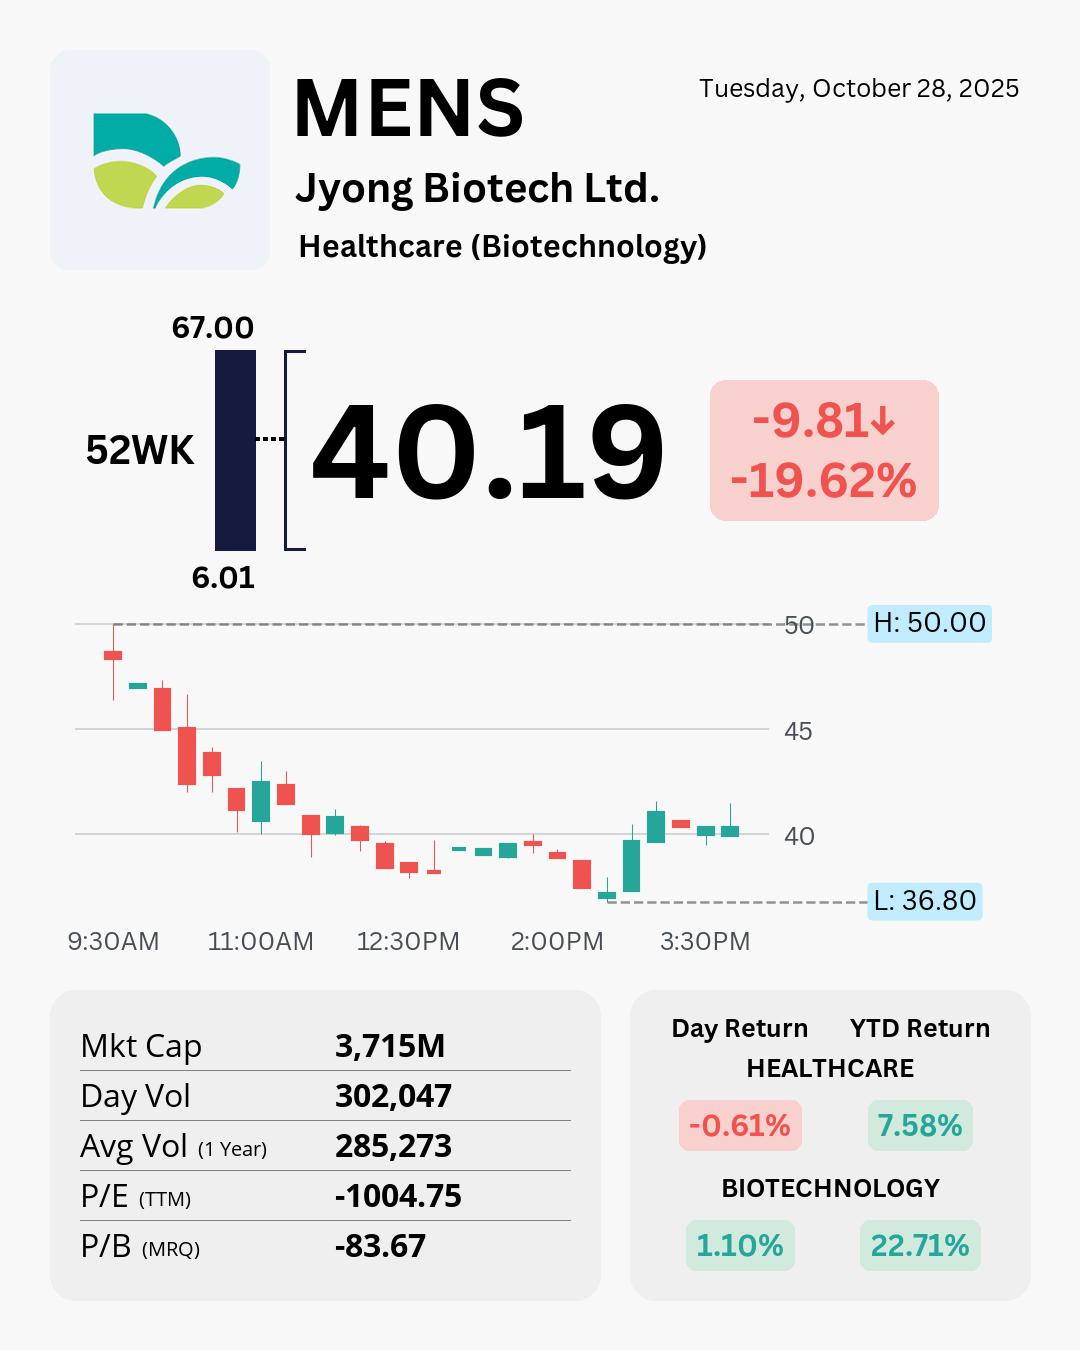 MENS
Tuesday, October 28, 2025
Jyong Biotech Ltd.
Healthcare (Biotechnology)
67.00
52WK
40.19
-9.81↓
-19.62%
6.01
50
H: 50.00
45
40
L: 36.80
9:30AM 11:00AM 12:30PM 2:00PM 3:30PM
Mkt Cap 3,715M
Day Vol 302,047
Avg Vol (1 Year) 285,273
P/E (TTM) -1004.75
P/B (MRQ) -83.67
Day Return YTD Return
HEALTHCARE
-0.61% 7.58%
BIOTECHNOLOGY
1.10% 22.71%